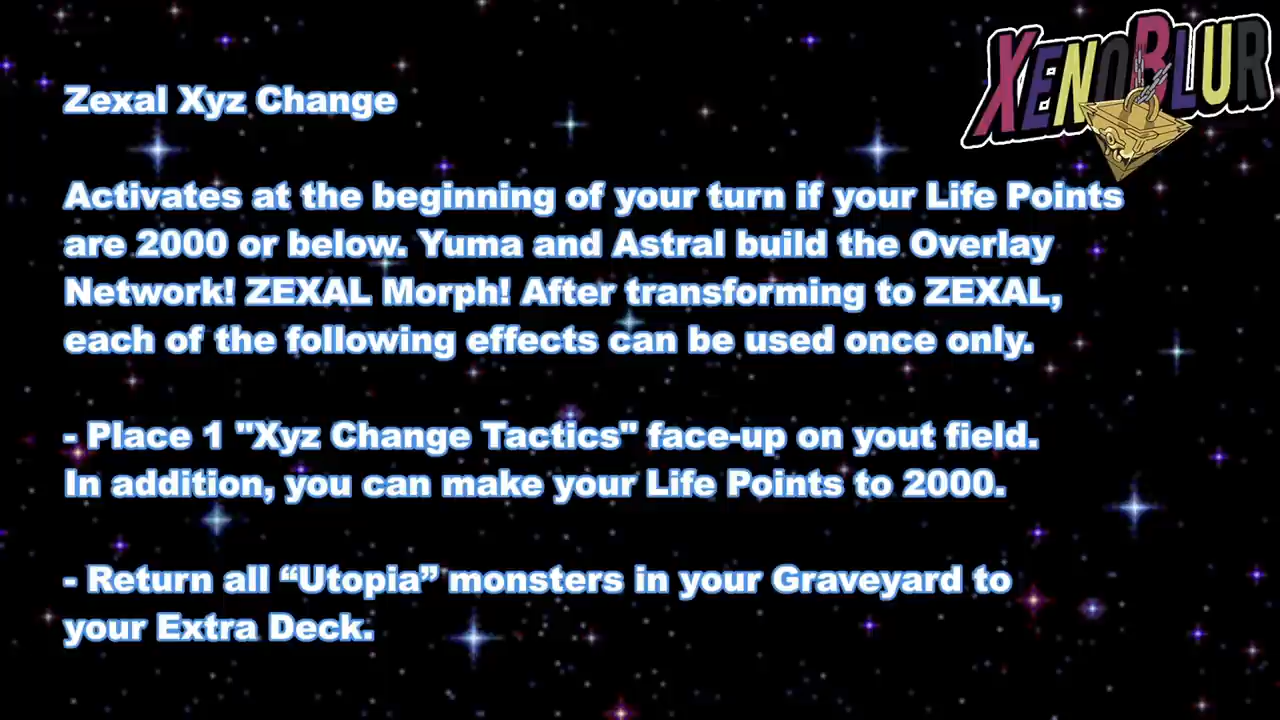 XENOBLUR
Zexal Xyz Change
Activates at the beginning of your turn if your Life Points
are 2000 or below. Yuma and Astral build the Overlay
Network! ZEXAL Morph! After transforming to ZEXAL,
each of the following effects can be used once only.
- Place 1 "Xyz Change Tactics" face-up on yout field.
In addition, you can make your Life Points to 2000.
- Return all “Utopia” monsters in your Graveyard to
your Extra Deck.